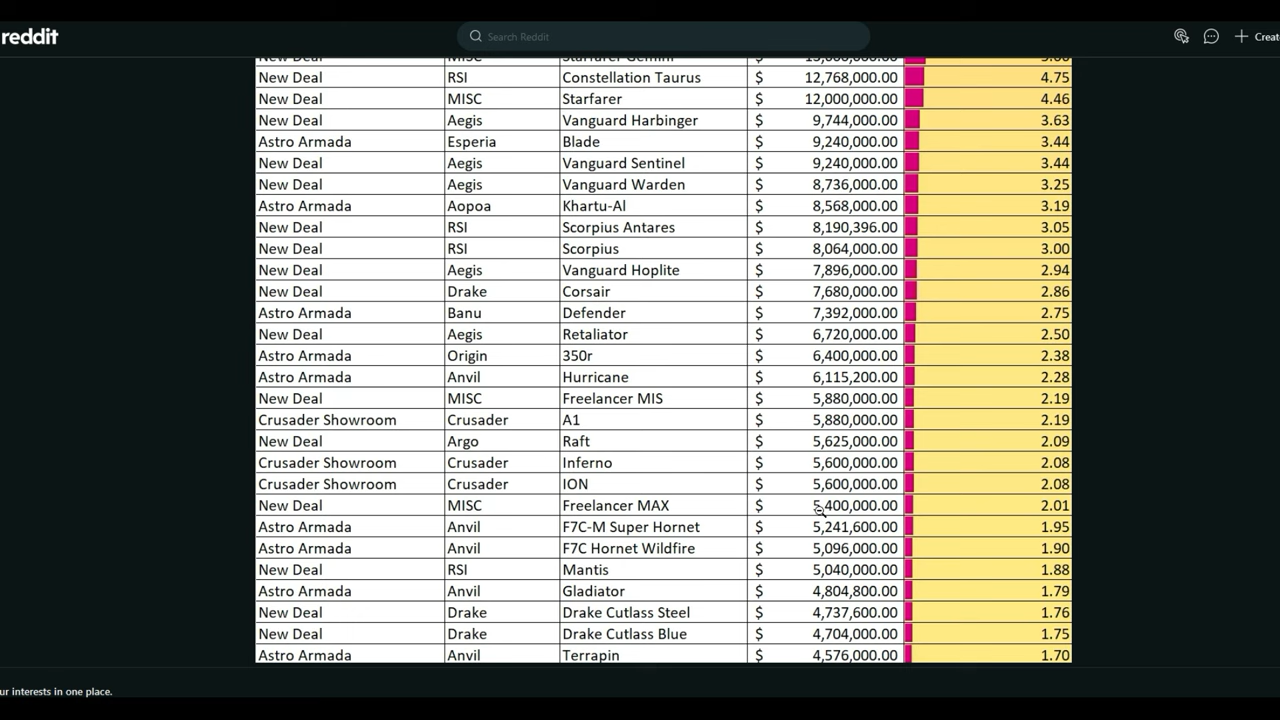 reddit Search Reddit Create
New Deal MISC Starfarer Gemini $
New Deal RSI Constellation Taurus $ 12,768,000.00 4.75
New Deal MISC Starfarer $ 12,000,000.00 4.46
New Deal Aegis Vanguard Harbinger $ 9,744,000.00 3.63
Astro Armada Esperia Blade $ 9,240,000.00 3.44
New Deal Aegis Vanguard Sentinel $ 9,240,000.00 3.44
New Deal Aegis Vanguard Warden $ 8,736,000.00 3.25
Astro Armada Aopoa Khartu-Al $ 8,568,000.00 3.19
New Deal RSI Scorpius Antares $ 8,190,396.00 3.05
New Deal RSI Scorpius $ 8,064,000.00 3.00
New Deal Aegis Vanguard Hoplite $ 7,896,000.00 2.94
New Deal Drake Corsair $ 7,680,000.00 2.86
Astro Armada Banu Defender $ 7,392,000.00 2.75
New Deal Aegis Retaliator $ 6,720,000.00 2.50
Astro Armada Origin 350r $ 6,400,000.00 2.38
Astro Armada Anvil Hurricane $ 6,115,200.00 2.28
New Deal MISC Freelancer MIS $ 5,880,000.00 2.19
Crusader Showroom Crusader A1 $ 5,880,000.00 2.19
New Deal Argo Raft $ 5,625,000.00 2.09
Crusader Showroom Crusader Inferno $ 5,600,000.00 2.08
Crusader Showroom Crusader ION $ 5,600,000.00 2.08
New Deal MISC Freelancer MAX $ 5,400,000.00 2.01
Astro Armada Anvil F7C-M Super Hornet $ 5,241,600.00 1.95
Astro Armada Anvil F7C Hornet Wildfire $ 5,096,000.00 1.90
New Deal RSI Mantis $ 5,040,000.00 1.88
Astro Armada Anvil Gladiator $ 4,804,800.00 1.79
New Deal Drake Drake Cutlass Steel $ 4,737,600.00 1.76
New Deal Drake Drake Cutlass Blue $ 4,704,000.00 1.75
Astro Armada Anvil Terrapin $ 4,576,000.00 1.70
ur interests in one place.